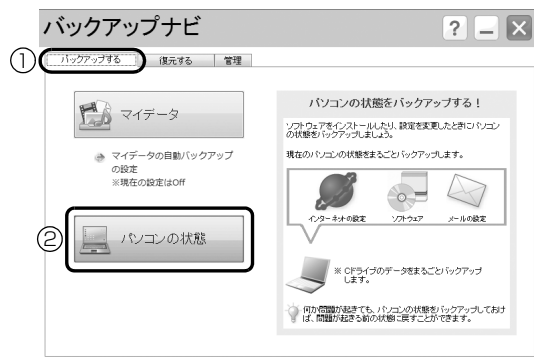 バックアップナビ
? – ×
① バックアップする 復元する 管理
マイデータ
マイデータの自動バックアップ
の設定
※現在の設定はOff
② パソコンの状態
パソコンの状態をバックアップする！
ソフトウェアをインストールしたり、設定を変更したときにパソコン
の状態をバックアップしましょう。
現在のパソコンの状態をまるごとバックアップします。
インターネットの設定 ソフトウェア メールの設定
※ Cドライブのデータをまるごとバックアップ
します。
何か問題が起きても、パソコンの状態をバックアップしておけ
ば、問題が起きる前の状態に戻すことができます。